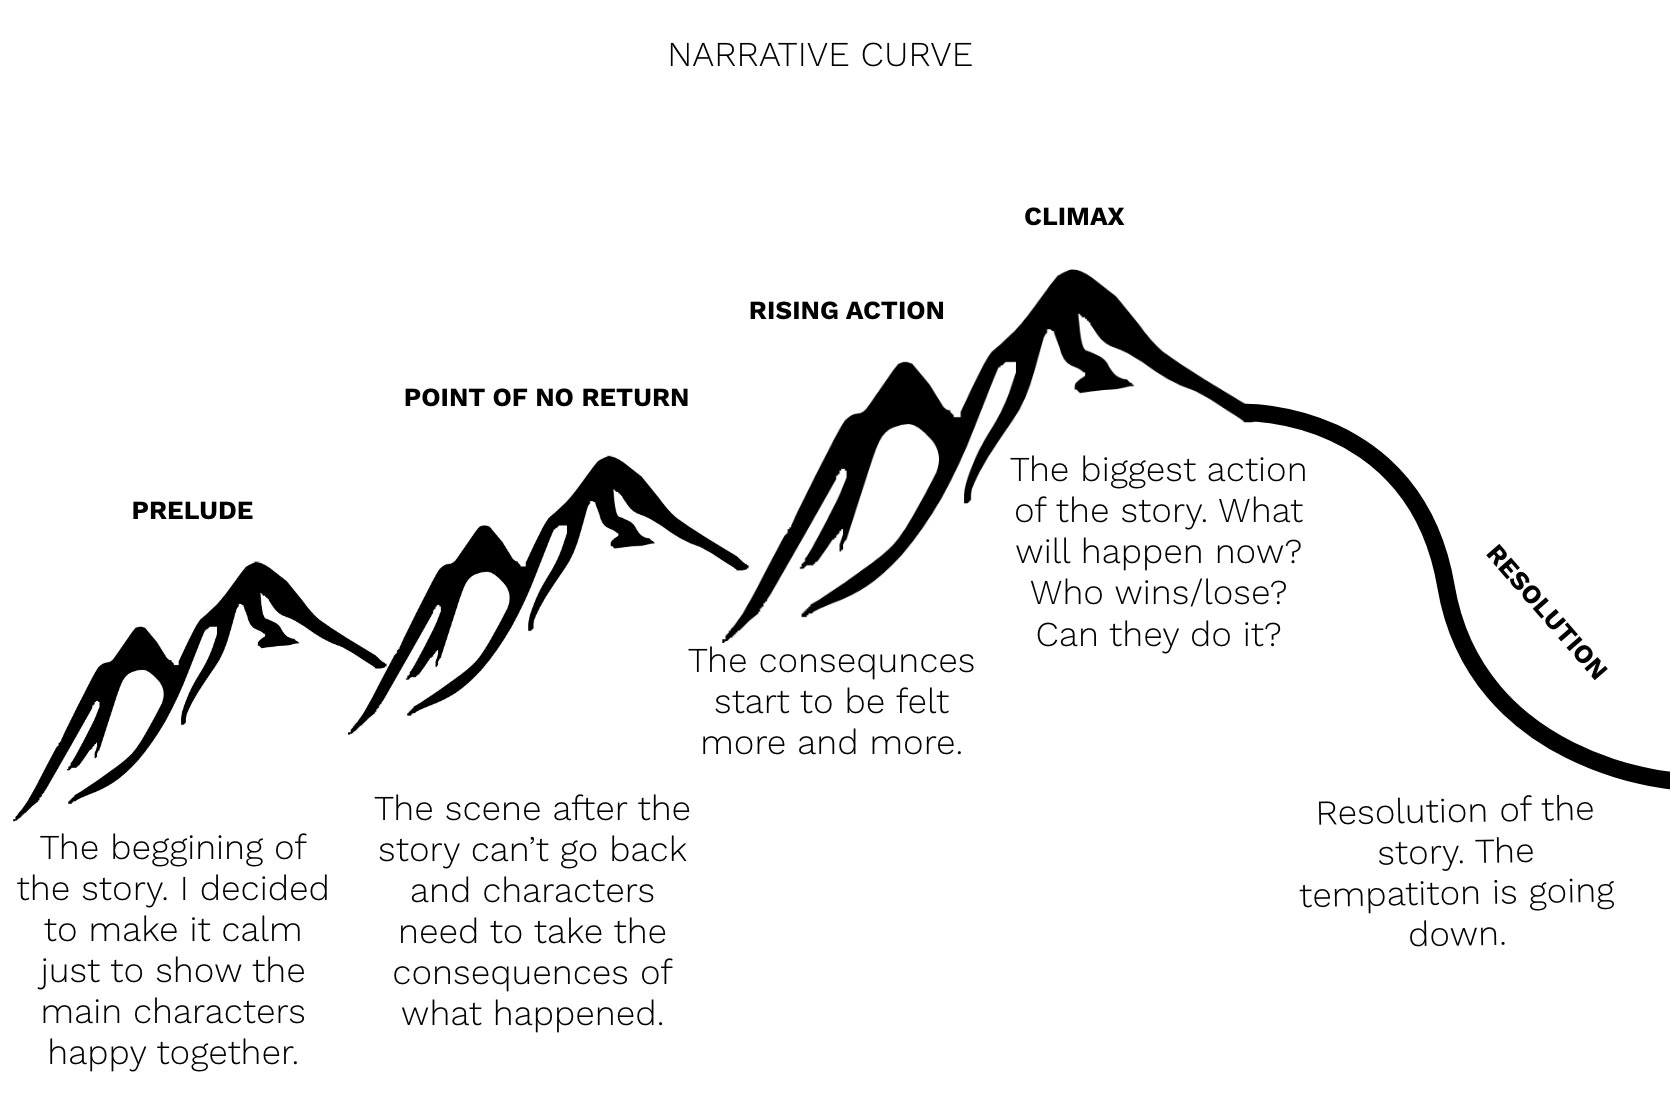 NARRATIVE CURVE
CLIMAX
RISING ACTION
POINT OF NO RETURN
PRELUDE
RESOLUTION
The beggining of
the story. I decided
to make it calm
just to show the
main characters
happy together.
The scene after the
story can’t go back
and characters
need to take the
consequences of
what happened.
The consequnces
start to be felt
more and more.
The biggest action
of the story. What
will happen now?
Who wins/lose?
Can they do it?
Resolution of the
story. The
tempatiton is going
down.